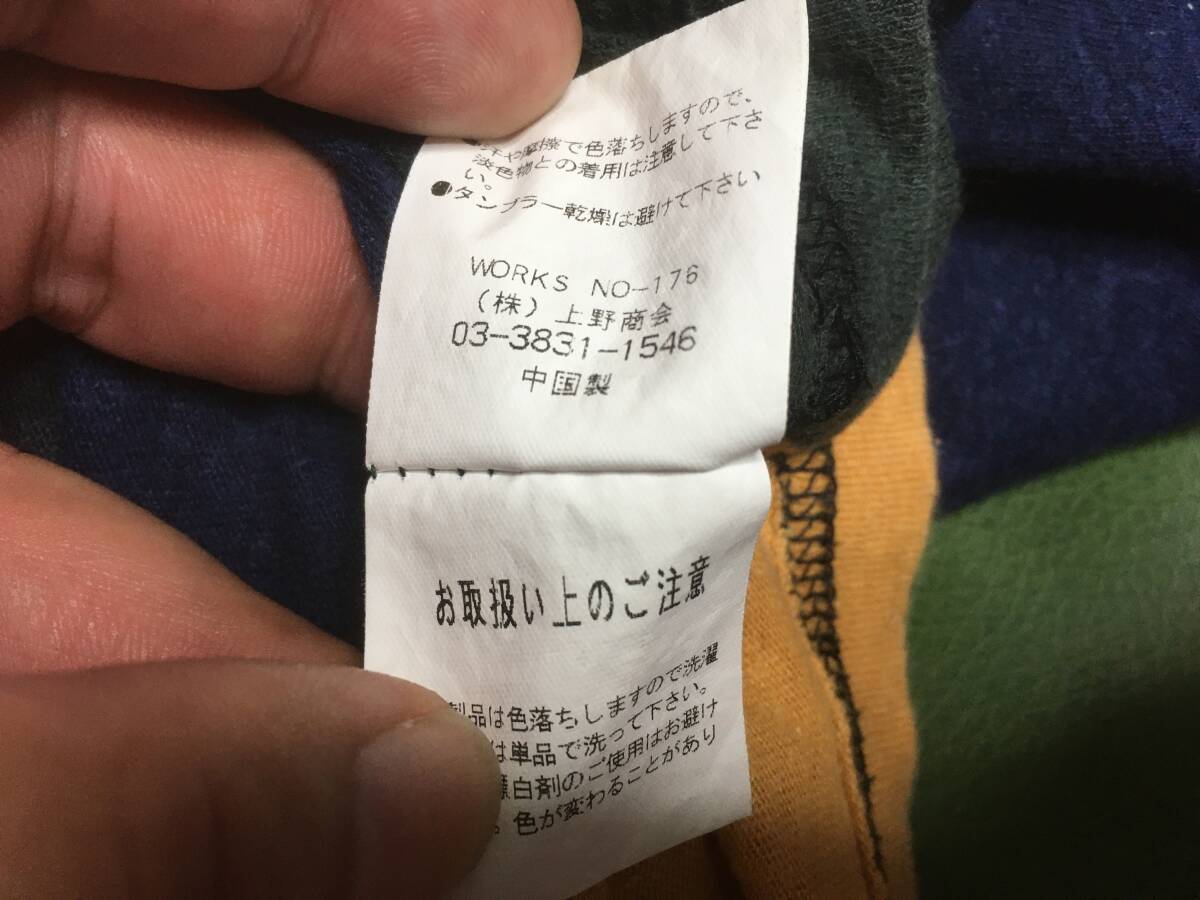 や摩擦で色落ちしますので、
淡色物との着用は注意して下さ
い。
●タンブラー乾燥は避けて下さい
WORKS NO-176
(株)上野商会
03-3831-1546
中国製
お取扱い上のご注意
製品は色落ちしますので洗濯
は単品で洗って下さい。
白剤のご使用はお避け
。色が変わることがあり